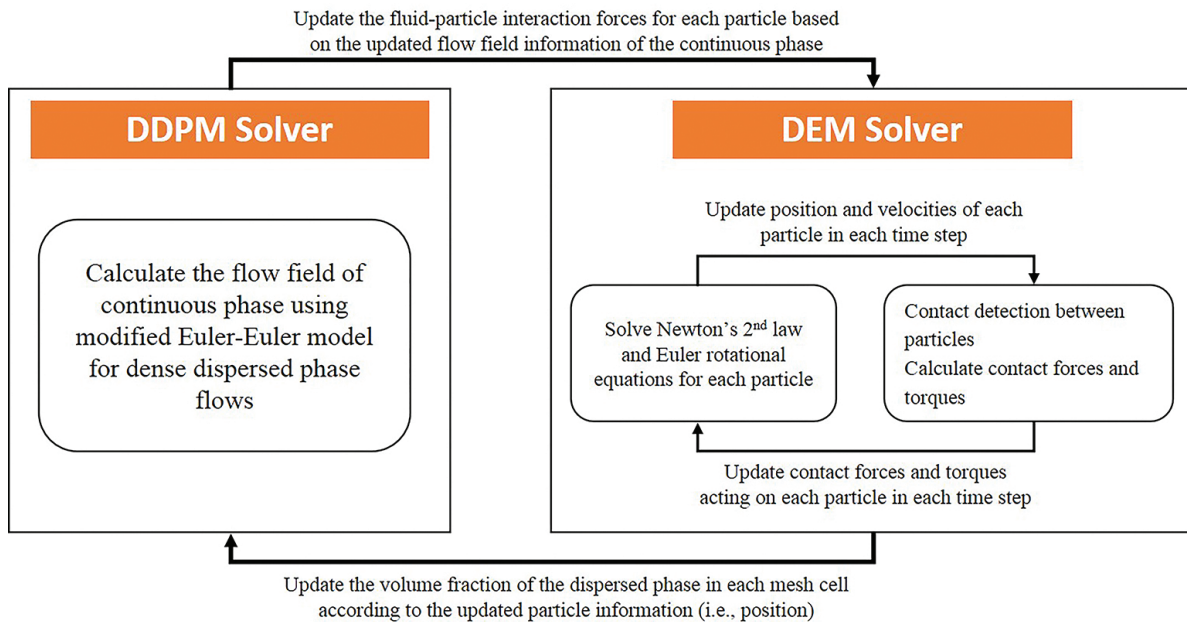 Update the fluid-particle interaction forces for each particle based
on the updated flow field information of the continuous phase
DDPM Solver
Calculate the flow field of
continuous phase using
modified Euler-Euler model
for dense dispersed phase
flows
DEM Solver
Update position and velocities of each
particle in each time step
Solve Newton’s 2nd law
and Euler rotational
equations for each particle
Contact detection between
particles
Calculate contact forces and
torques
Update contact forces and torques
acting on each particle in each time step
Update the volume fraction of the dispersed phase in each mesh cell
according to the updated particle information (i.e., position)